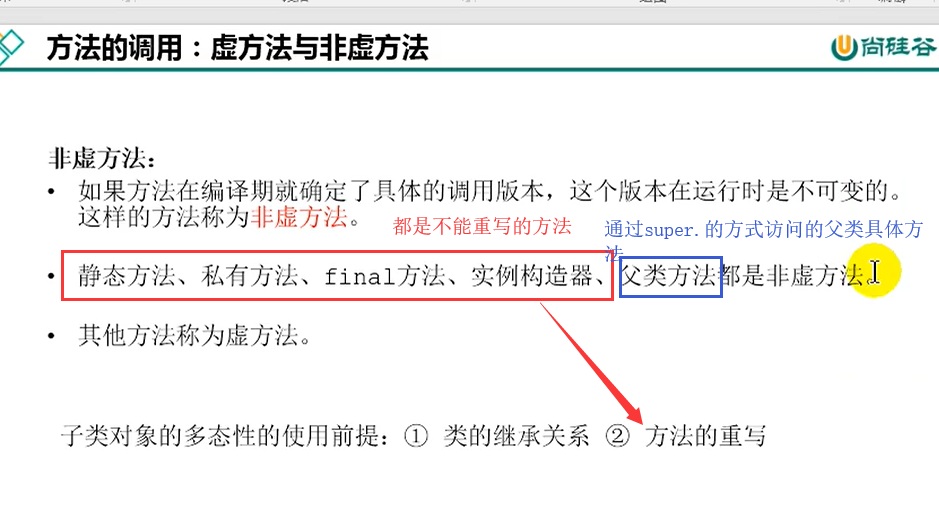 方法的调用：虚方法与非虚方法
尚硅谷
非虚方法：
• 如果方法在编译期就确定了具体的调用版本，这个版本在运行时是不可变的。
这样的方法称为非虚方法。
都是不能重写的方法
通过super.的方式访问的父类具体方
法
• 静态方法、私有方法、final方法、实例构造器、父类方法都是非虚方法。
• 其他方法称为虚方法。
子类对象的多态性的使用前提：① 类的继承关系 ② 方法的重写